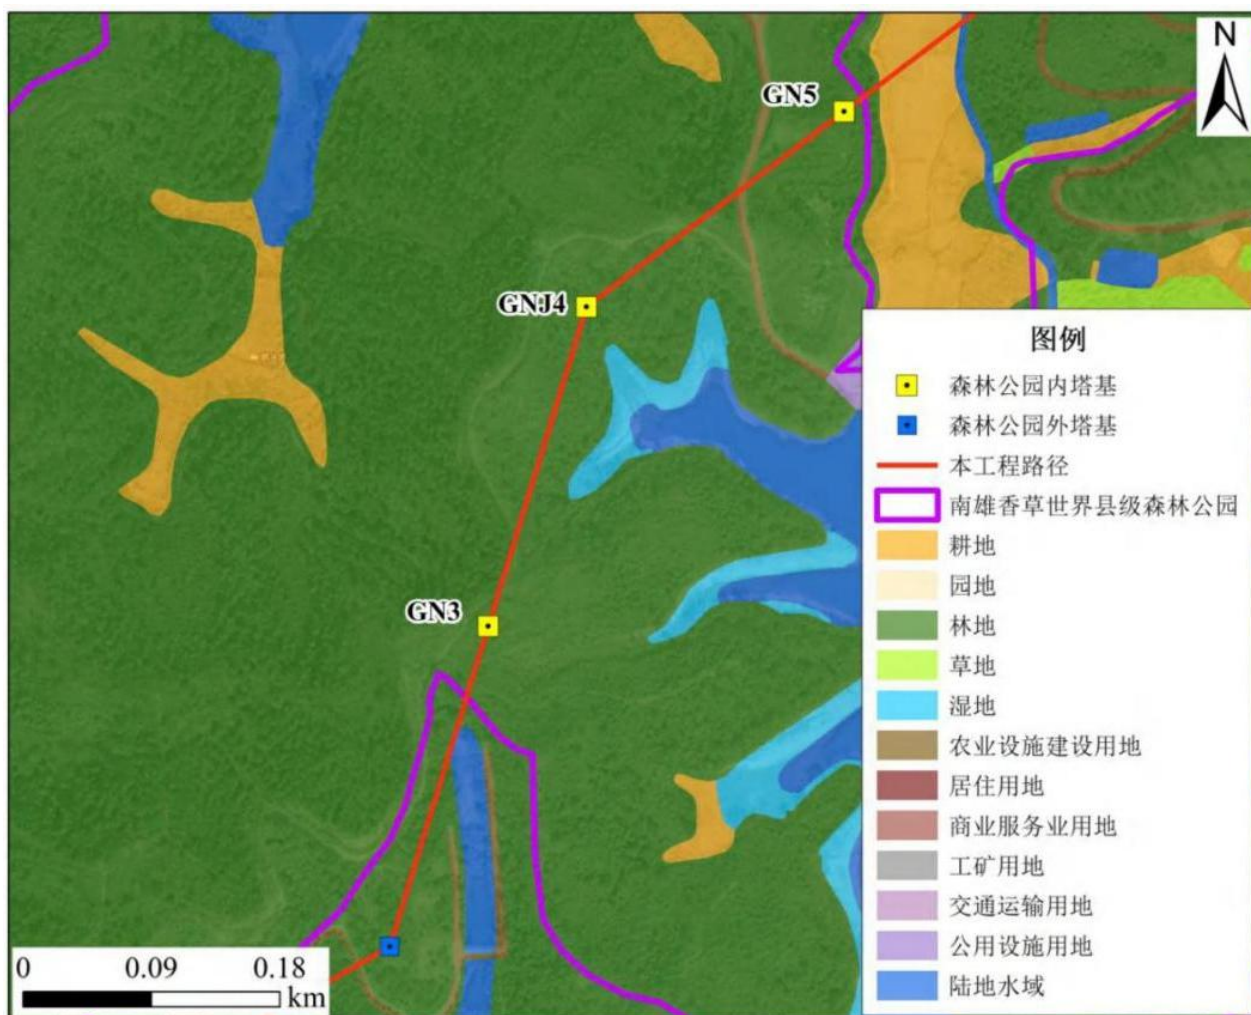 N
GN5
GNJ4
GN3
图例
森林公园内塔基
森林公园外塔基
本工程路径
南雄香草世界县级森林公园
耕地
园地
林地
草地
湿地
农业设施建设用地
居住用地
商业服务业用地
工矿用地
交通运输用地
公用设施用地
陆地水域
0 0.09 0.18
km